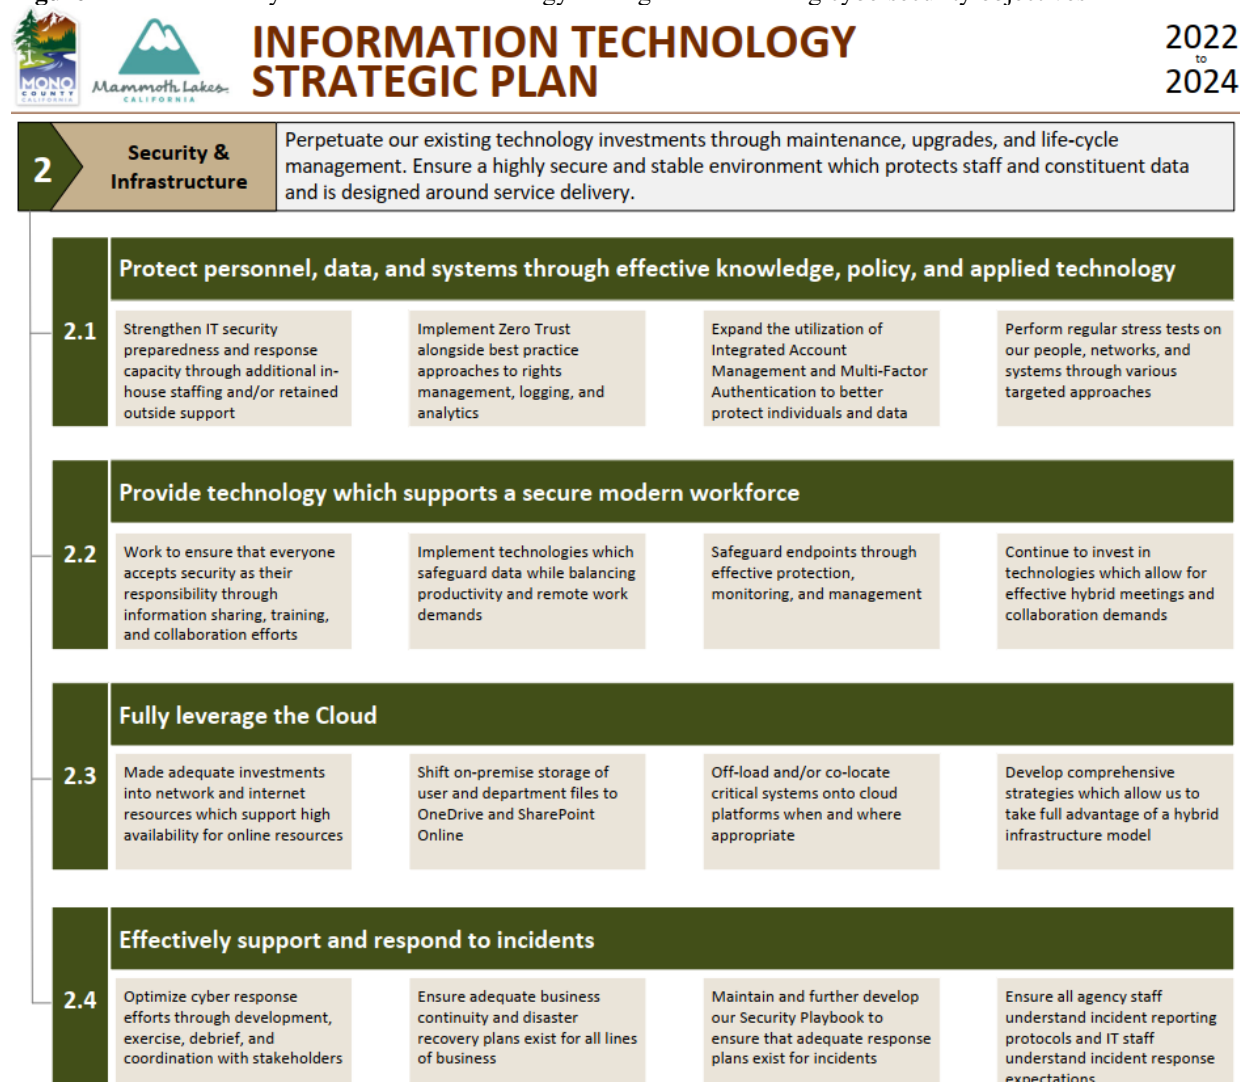 MONO
COUNTY
CALIFORNIA
Mammoth Lakes
CALIFORNIA
INFORMATION TECHNOLOGY
STRATEGIC PLAN
2022
to
2024
2
Security &
Infrastructure
Perpetuate our existing technology investments through maintenance, upgrades, and life-cycle
management. Ensure a highly secure and stable environment which protects staff and constituent data
and is designed around service delivery.
2.1
Protect personnel, data, and systems through effective knowledge, policy, and applied technology
Strengthen IT security
preparedness and response
capacity through additional in-
house staffing and/or retained
outside support
Implement Zero Trust
alongside best practice
approaches to rights
management, logging, and
analytics
Expand the utilization of
Integrated Account
Management and Multi-Factor
Authentication to better
protect individuals and data
Perform regular stress tests on
our people, networks, and
systems through various
targeted approaches
2.2
Provide technology which supports a secure modern workforce
Work to ensure that everyone
accepts security as their
responsibility through
information sharing, training,
and collaboration efforts
Implement technologies which
safeguard data while balancing
productivity and remote work
demands
Safeguard endpoints through
effective protection,
monitoring, and management
Continue to invest in
technologies which allow for
effective hybrid meetings and
collaboration demands
2.3
Fully leverage the Cloud
Made adequate investments
into network and internet
resources which support high
availability for online resources
Shift on-premise storage of
user and department files to
OneDrive and SharePoint
Online
Off-load and/or co-locate
critical systems onto cloud
platforms when and where
appropriate
Develop comprehensive
strategies which allow us to
take full advantage of a hybrid
infrastructure model
2.4
Effectively support and respond to incidents
Optimize cyber response
efforts through development,
exercise, debrief, and
coordination with stakeholders
Ensure adequate business
continuity and disaster
recovery plans exist for all lines
of business
Maintain and further develop
our Security Playbook to
ensure that adequate response
plans exist for incidents
Ensure all agency staff
understand incident reporting
protocols and IT staff
understand incident response
expectations